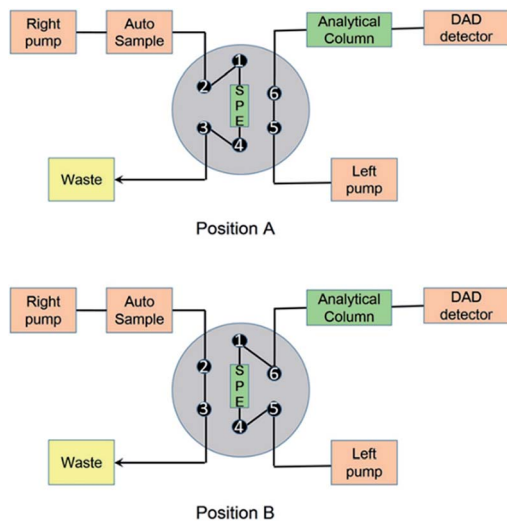 Right
pump
Auto
Sample
Analytical
Column
DAD
detector
1
2
6
S
P
E
3
5
4
Waste
Left
pump
Position A
Right
pump
Auto
Sample
Analytical
Column
DAD
detector
1
2
6
S
P
E
3
5
4
Waste
Left
pump
Position B